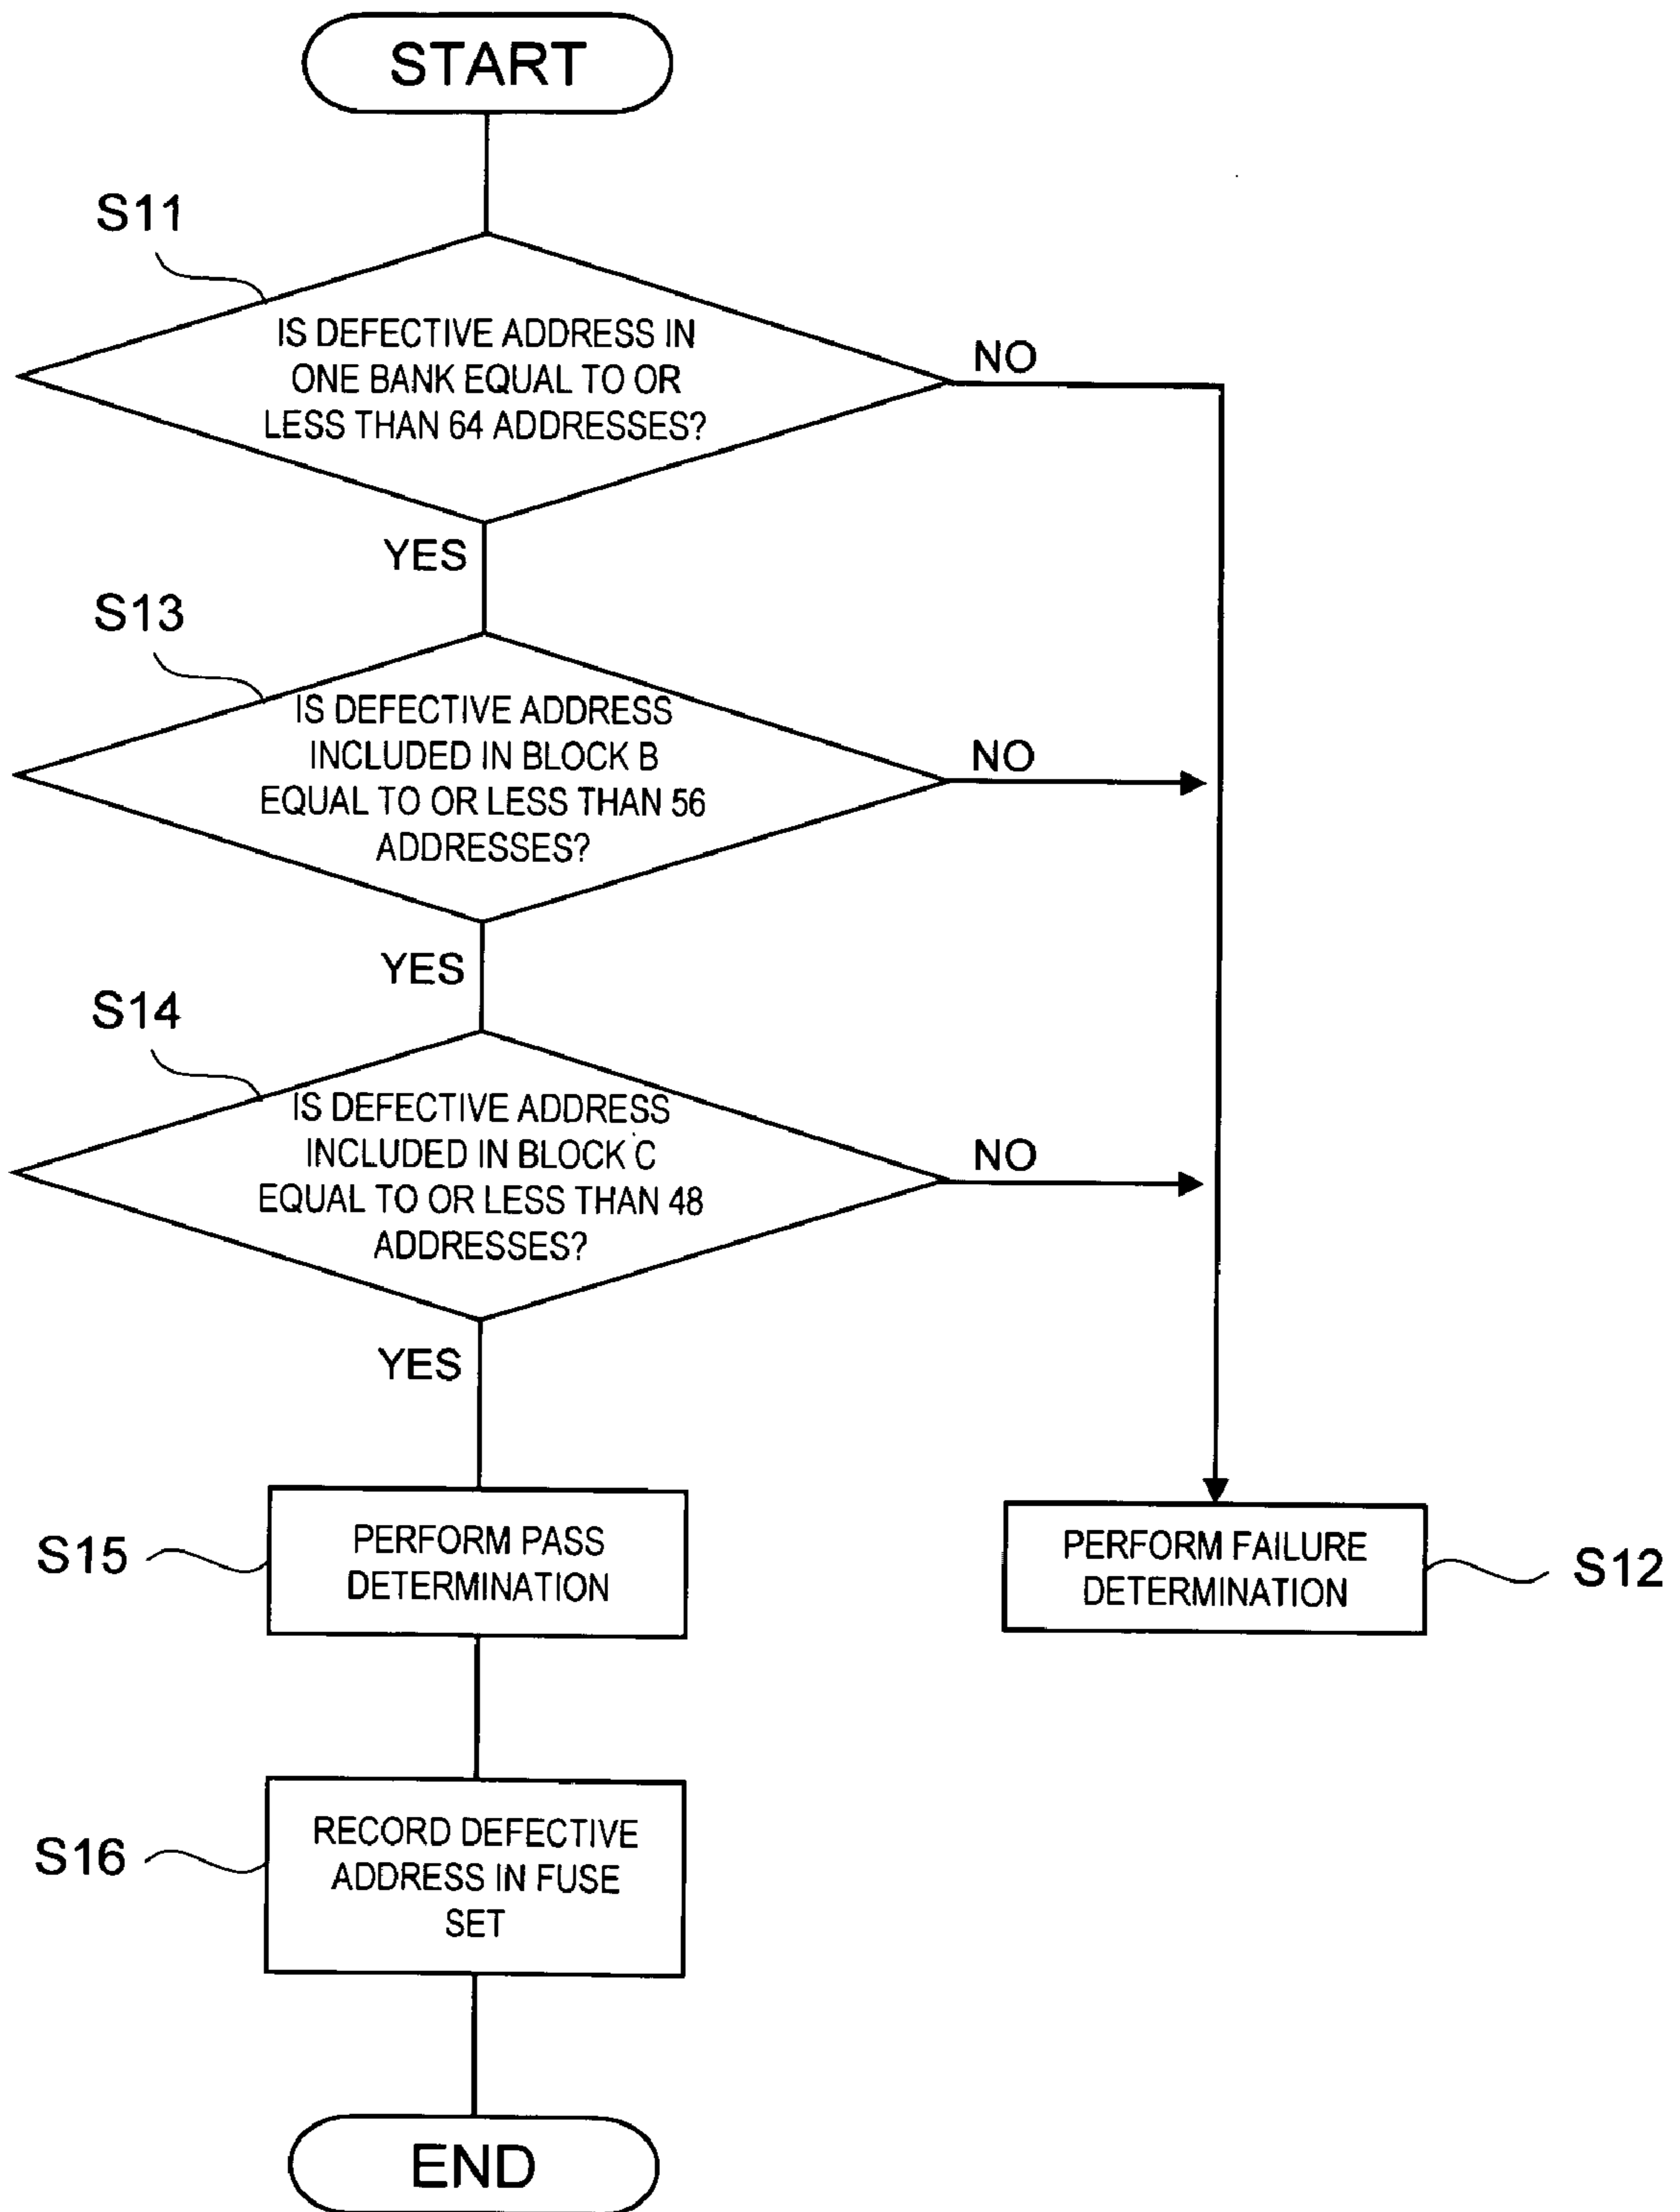 START
S11
IS DEFECTIVE ADDRESS IN
ONE BANK EQUAL TO OR
LESS THAN 64 ADDRESSES?
NO
YES
S13
IS DEFECTIVE ADDRESS
INCLUDED IN BLOCK B
EQUAL TO OR LESS THAN 56
ADDRESSES?
NO
YES
S14
IS DEFECTIVE ADDRESS
INCLUDED IN BLOCK C
EQUAL TO OR LESS THAN 48
ADDRESSES?
NO
YES
S15
PERFORM PASS
DETERMINATION
PERFORM FAILURE
DETERMINATION
S12
S16
RECORD DEFECTIVE
ADDRESS IN FUSE
SET
END